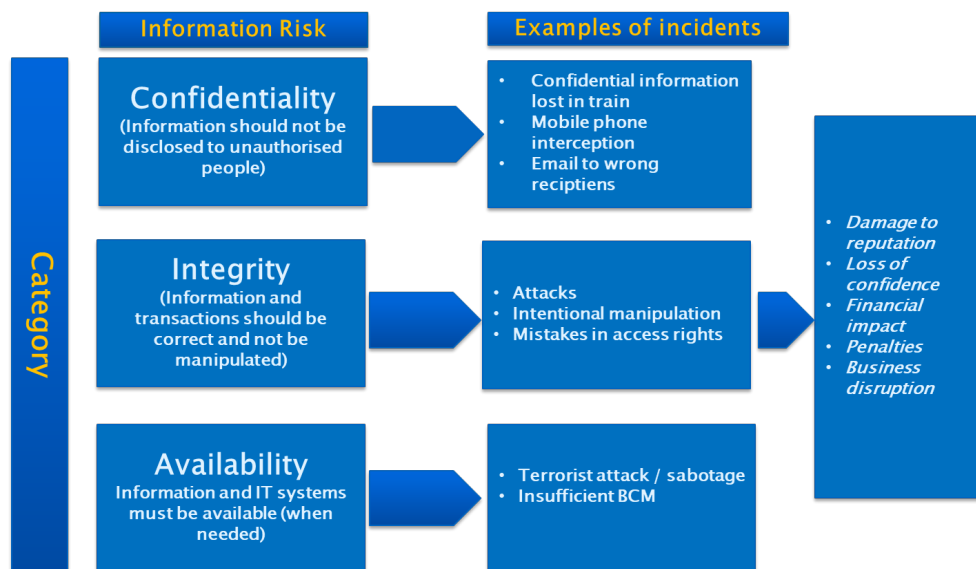 Information Risk
Examples of incidents
Category
Confidentiality
(Information should not be
disclosed to unauthorised
people)
• Confidential information
lost in train
• Mobile phone
interception
• Email to wrong
reciptiens
Integrity
(Information and
transactions should be
correct and not be
manipulated)
• Attacks
• Intentional manipulation
• Mistakes in access rights
Availability
Information and IT systems
must be available (when
needed)
• Terrorist attack / sabotage
• Insufficient BCM
• Damage to
reputation
• Loss of
confidence
• Financial
impact
• Penalties
• Business
disruption